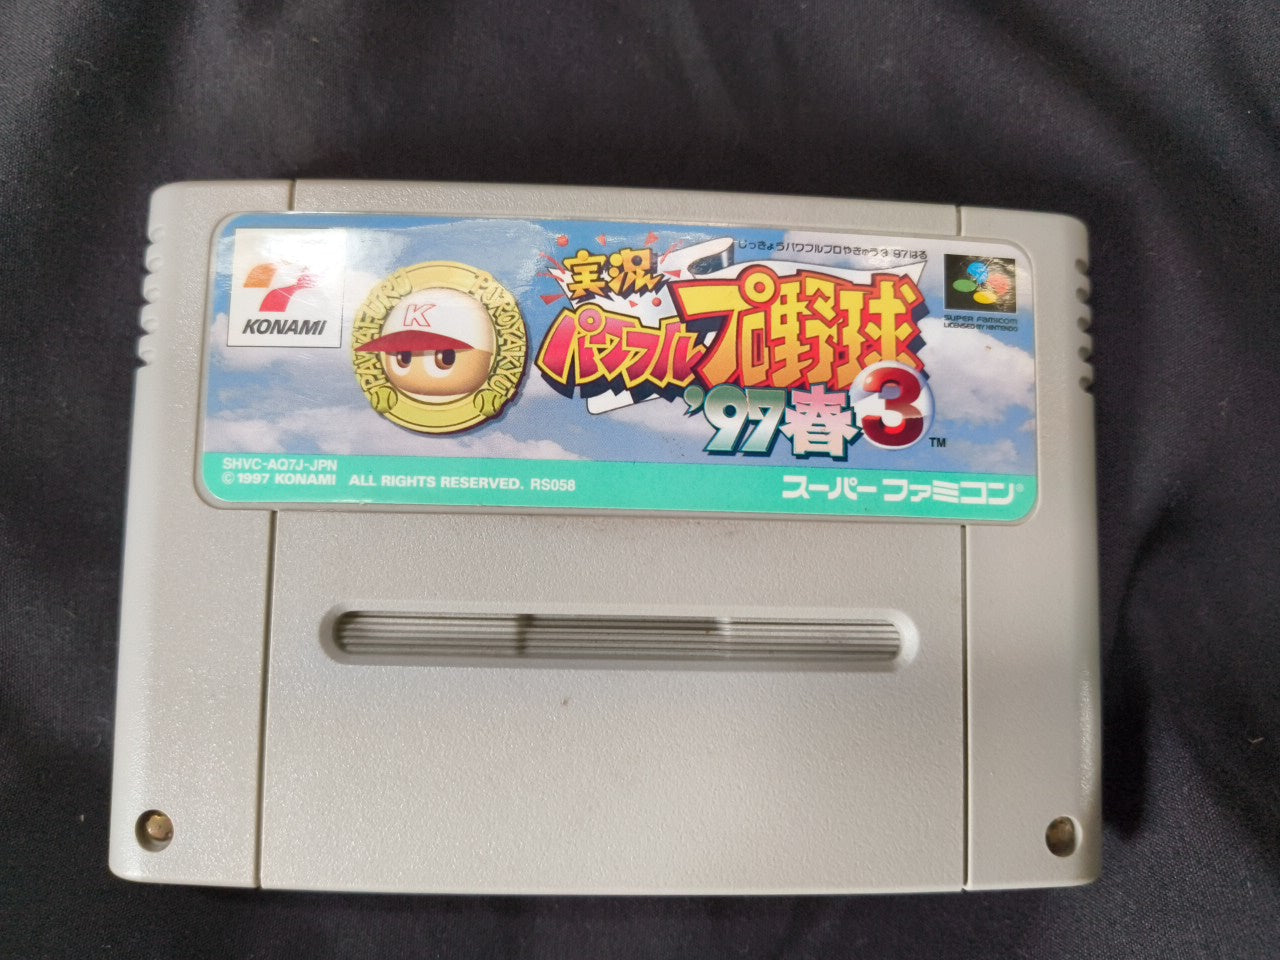 じっきょうパワフルプロやきゅう3 '97はる
実況
パワフル
プロ野球
'97春 3 TM
KONAMI
PAWAFURU
PUROYAKYU
K
SUPER FAMICOM
LICENSED BY NINTENDO
SHVC-AQ7J-JPN
© 1997 KONAMI ALL RIGHTS RESERVED. RS058
スーパーファミコン®